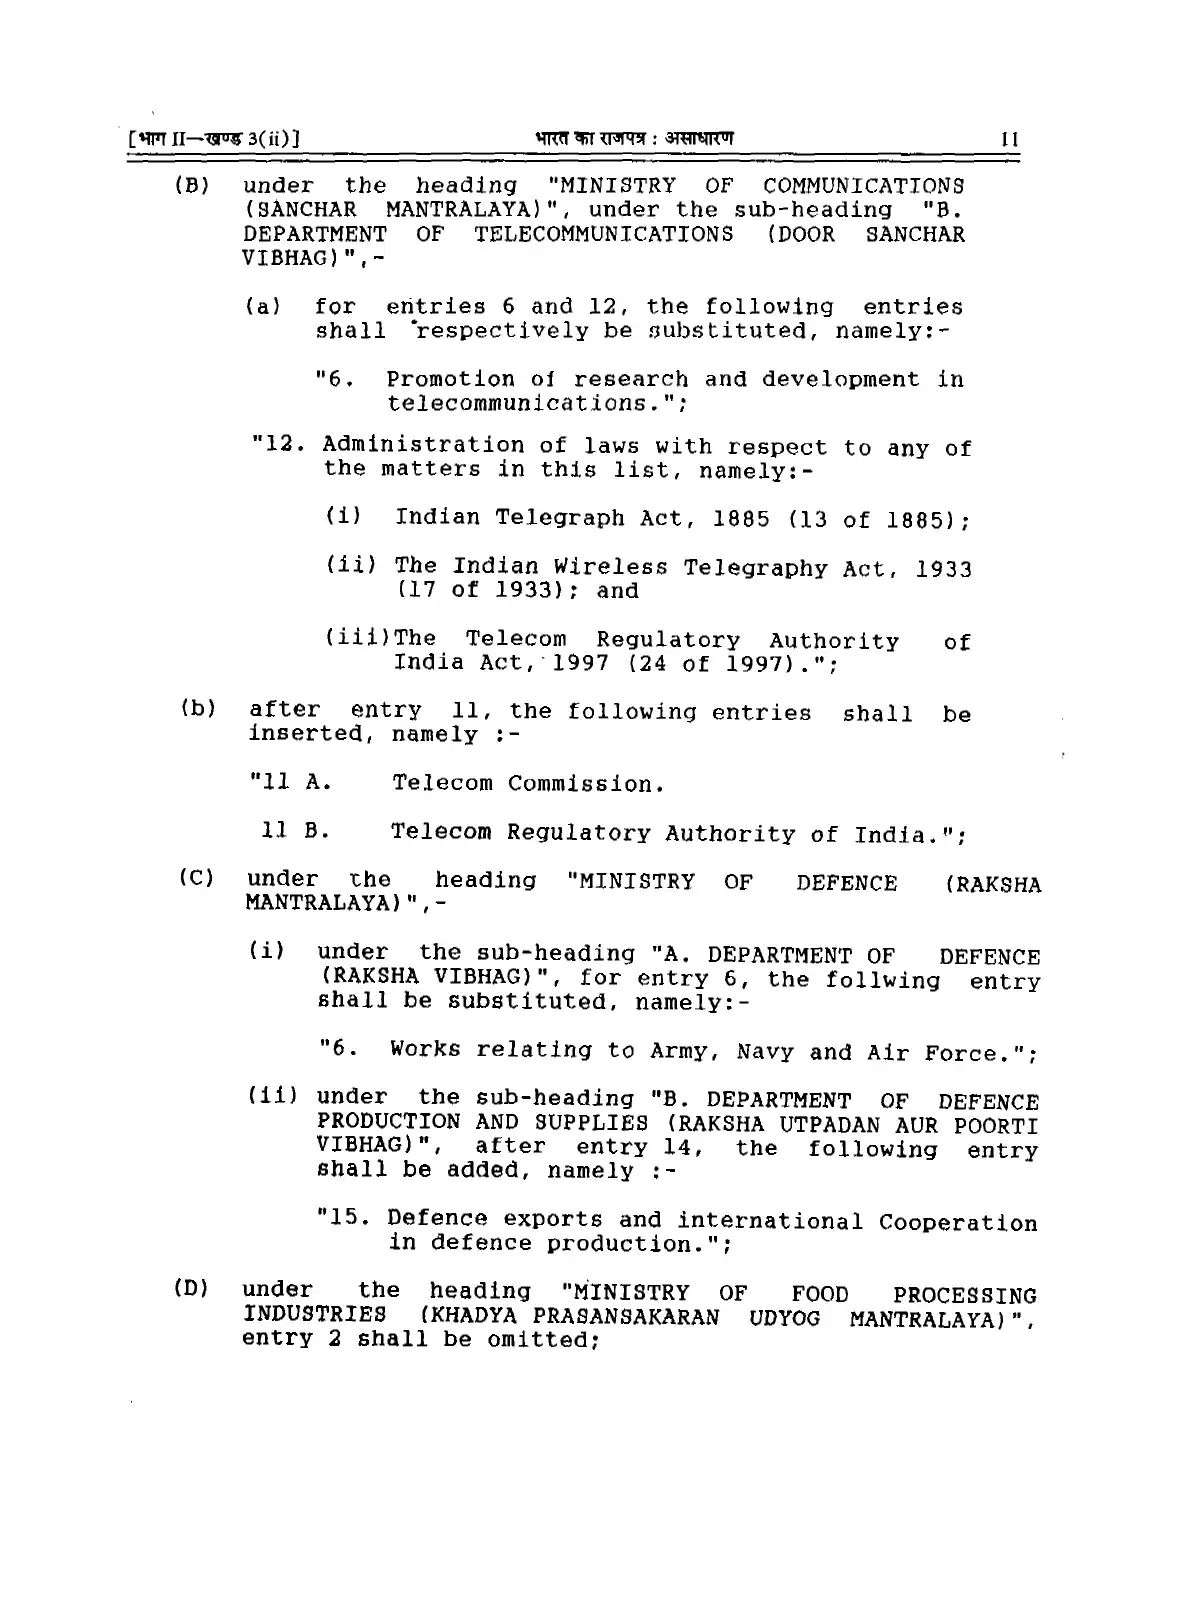 [भाग II—खण्ड 3(ii)] भारत का राजपत्र : असाधारण 11
(B) under the heading "MINISTRY OF COMMUNICATIONS
(SANCHAR MANTRALAYA)", under the sub-heading "B.
DEPARTMENT OF TELECOMMUNICATIONS (DOOR SANCHAR
VIBHAG)",-
(a) for entries 6 and 12, the following entries
shall respectively be substituted, namely:-
"6. Promotion of research and development in
telecommunications.";
"12. Administration of laws with respect to any of
the matters in this list, namely:-
(i) Indian Telegraph Act, 1885 (13 of 1885);
(ii) The Indian Wireless Telegraphy Act, 1933
(17 of 1933); and
(iii)The Telecom Regulatory Authority of
India Act, 1997 (24 of 1997).";
(b) after entry 11, the following entries shall be
inserted, namely :-
"11 A. Telecom Commission.
11 B. Telecom Regulatory Authority of India.";
(C) under the heading "MINISTRY OF DEFENCE (RAKSHA
MANTRALAYA)",-
(i) under the sub-heading "A. DEPARTMENT OF DEFENCE
(RAKSHA VIBHAG)", for entry 6, the follwing entry
shall be substituted, namely:-
"6. Works relating to Army, Navy and Air Force.";
(ii) under the sub-heading "B. DEPARTMENT OF DEFENCE
PRODUCTION AND SUPPLIES (RAKSHA UTPADAN AUR POORTI
VIBHAG)", after entry 14, the following entry
shall be added, namely :-
"15. Defence exports and international Cooperation
in defence production.";
(D) under the heading "MINISTRY OF FOOD PROCESSING
INDUSTRIES (KHADYA PRASANSAKARAN UDYOG MANTRALAYA)",
entry 2 shall be omitted;